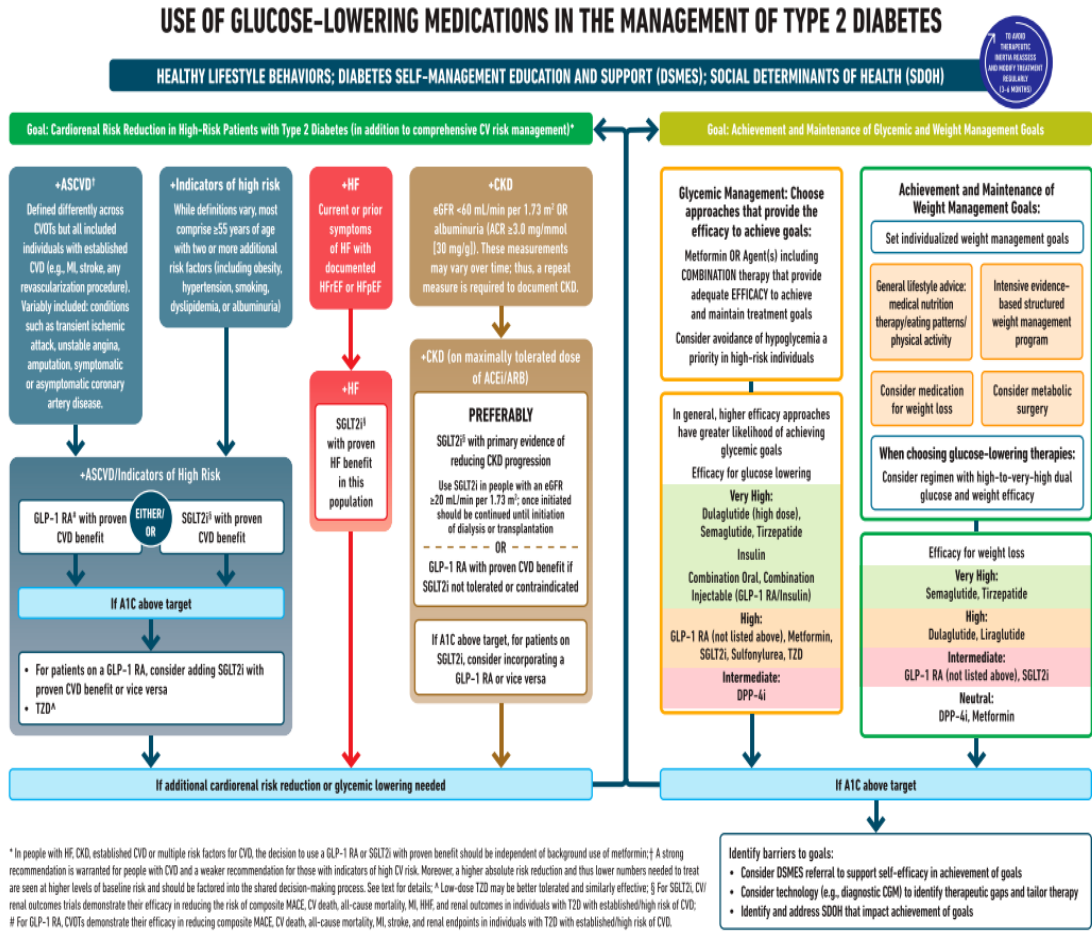 USE OF GLUCOSE-LOWERING MEDICATIONS IN THE MANAGEMENT OF TYPE 2 DIABETES
TO AVOID
THERAPEUTIC
INERTIA REASSESS
AND MODIFY TREATMENT
REGULARLY
(3-6 MONTHS)
HEALTHY LIFESTYLE BEHAVIORS; DIABETES SELF-MANAGEMENT EDUCATION AND SUPPORT (DSMES); SOCIAL DETERMINANTS OF HEALTH (SDOH)
Goal: Cardiorenal Risk Reduction in High-Risk Patients with Type 2 Diabetes (in addition to comprehensive CV risk management)*
+ASCVD†
Defined differently across
CVOTs but all included
individuals with established
CVD (e.g., MI, stroke, any
revascularization procedure).
Variably included: conditions
such as transient ischemic
attack, unstable angina,
amputation, symptomatic
or asymptomatic coronary
artery disease.
+Indicators of high risk
While definitions vary, most
comprise ≥55 years of age
with two or more additional
risk factors (including obesity,
hypertension, smoking,
dyslipidemia, or albuminuria)
+HF
Current or prior
symptoms
of HF with
documented
HFrEF or HFpEF
+CKD
eGFR <60 mL/min per 1.73 m² OR
albuminuria (ACR ≥3.0 mg/mmol
[30 mg/g]). These measurements
may vary over time; thus, a repeat
measure is required to document CKD.
+ASCVD/Indicators of High Risk
GLP-1 RA# with proven
CVD benefit
EITHER/
OR
SGLT2i§ with proven
CVD benefit
If A1C above target
• For patients on a GLP-1 RA, consider adding SGLT2i with
proven CVD benefit or vice versa
• TZD^
+HF
SGLT2i§
with proven
HF benefit
in this
population
+CKD (on maximally tolerated dose
of ACEi/ARB)
PREFERABLY
SGLT2i§ with primary evidence of
reducing CKD progression
Use SGLT2i in people with an eGFR
≥20 mL/min per 1.73 m²; once initiated
should be continued until initiation
of dialysis or transplantation
OR
GLP-1 RA with proven CVD benefit if
SGLT2i not tolerated or contraindicated
If A1C above target, for patients on
SGLT2i, consider incorporating a
GLP-1 RA or vice versa
If additional cardiorenal risk reduction or glycemic lowering needed
Goal: Achievement and Maintenance of Glycemic and Weight Management Goals
Glycemic Management: Choose
approaches that provide the
efficacy to achieve goals:
Metformin OR Agent(s) including
COMBINATION therapy that provide
adequate EFFICACY to achieve
and maintain treatment goals
Consider avoidance of hypoglycemia a
priority in high-risk individuals
In general, higher efficacy approaches
have greater likelihood of achieving
glycemic goals
Efficacy for glucose lowering
Very High:
Dulaglutide (high dose),
Semaglutide, Tirzepatide
Insulin
Combination Oral, Combination
Injectable (GLP-1 RA/Insulin)
High:
GLP-1 RA (not listed above), Metformin,
SGLT2i, Sulfonylurea, TZD
Intermediate:
DPP-4i
Achievement and Maintenance of
Weight Management Goals:
Set individualized weight management goals
General lifestyle advice:
medical nutrition
therapy/eating patterns/
physical activity
Intensive evidence-
based structured
weight management
program
Consider medication
for weight loss
Consider metabolic
surgery
When choosing glucose-lowering therapies:
Consider regimen with high-to-very-high dual
glucose and weight efficacy
Efficacy for weight loss
Very High:
Semaglutide, Tirzepatide
High:
Dulaglutide, Liraglutide
Intermediate:
GLP-1 RA (not listed above), SGLT2i
Neutral:
DPP-4i, Metformin
If A1C above target
Identify barriers to goals:
• Consider DSMES referral to support self-efficacy in achievement of goals
• Consider technology (e.g., diagnostic CGM) to identify therapeutic gaps and tailor therapy
• Identify and address SDOH that impact achievement of goals
* In people with HF, CKD, established CVD or multiple risk factors for CVD, the decision to use a GLP-1 RA or SGLT2i with proven benefit should be independent of background use of metformin; † A strong
recommendation is warranted for people with CVD and a weaker recommendation for those with indicators of high CV risk. Moreover, a higher absolute risk reduction and thus lower numbers needed to treat
are seen at higher levels of baseline risk and should be factored into the shared decision-making process. See text for details; ^ Low-dose TZD may be better tolerated and similarly effective; § For SGLT2i, CV/
renal outcomes trials demonstrate their efficacy in reducing the risk of composite MACE, CV death, all-cause mortality, MI, HHF, and renal outcomes in individuals with T2D with established/high risk of CVD;
# For GLP-1 RA, CVOTs demonstrate their efficacy in reducing composite MACE, CV death, all-cause mortality, MI, stroke, and renal endpoints in individuals with T2D with established/high risk of CVD.